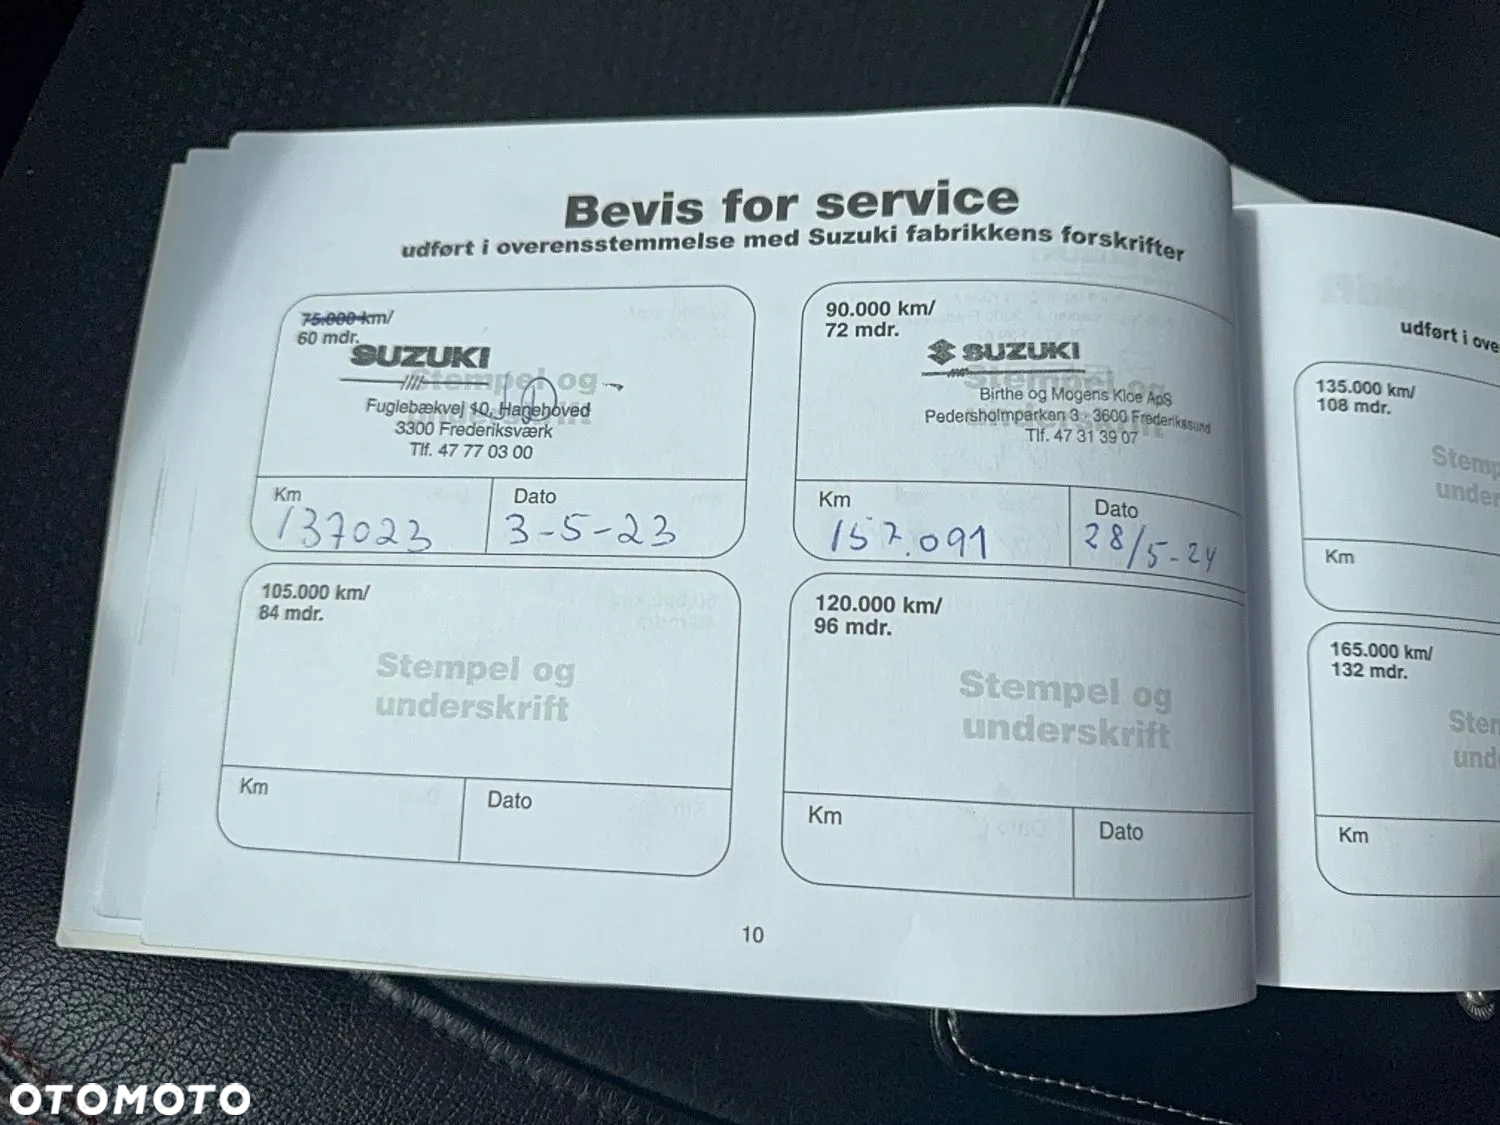 Bevis for service
udført i overensstemmelse med Suzuki fabrikkens forskrifter
75.000 km/
60 mdr.
SUZUKI
Stempel og
Fuglebækvej 10, Hanehoved
3300 Frederiksværk
Tlf. 47 77 03 00
Km
137023
Dato
3-5-23
90.000 km/
72 mdr.
SUZUKI
Stempel og
Birthe og Mogens Kloe ApS
Pedersholmparken 3 - 3600 Frederikssund
Tlf. 47 31 39 07
Km
157.091
Dato
28/5-24
105.000 km/
84 mdr.
Stempel og
underskrift
Km
Dato
120.000 km/
96 mdr.
Stempel og
underskrift
Km
Dato
10
udført i ove
135.000 km/
108 mdr.
Stemp
under
Km
165.000 km/
132 mdr.
Sten
und
Km
OTOMOTO